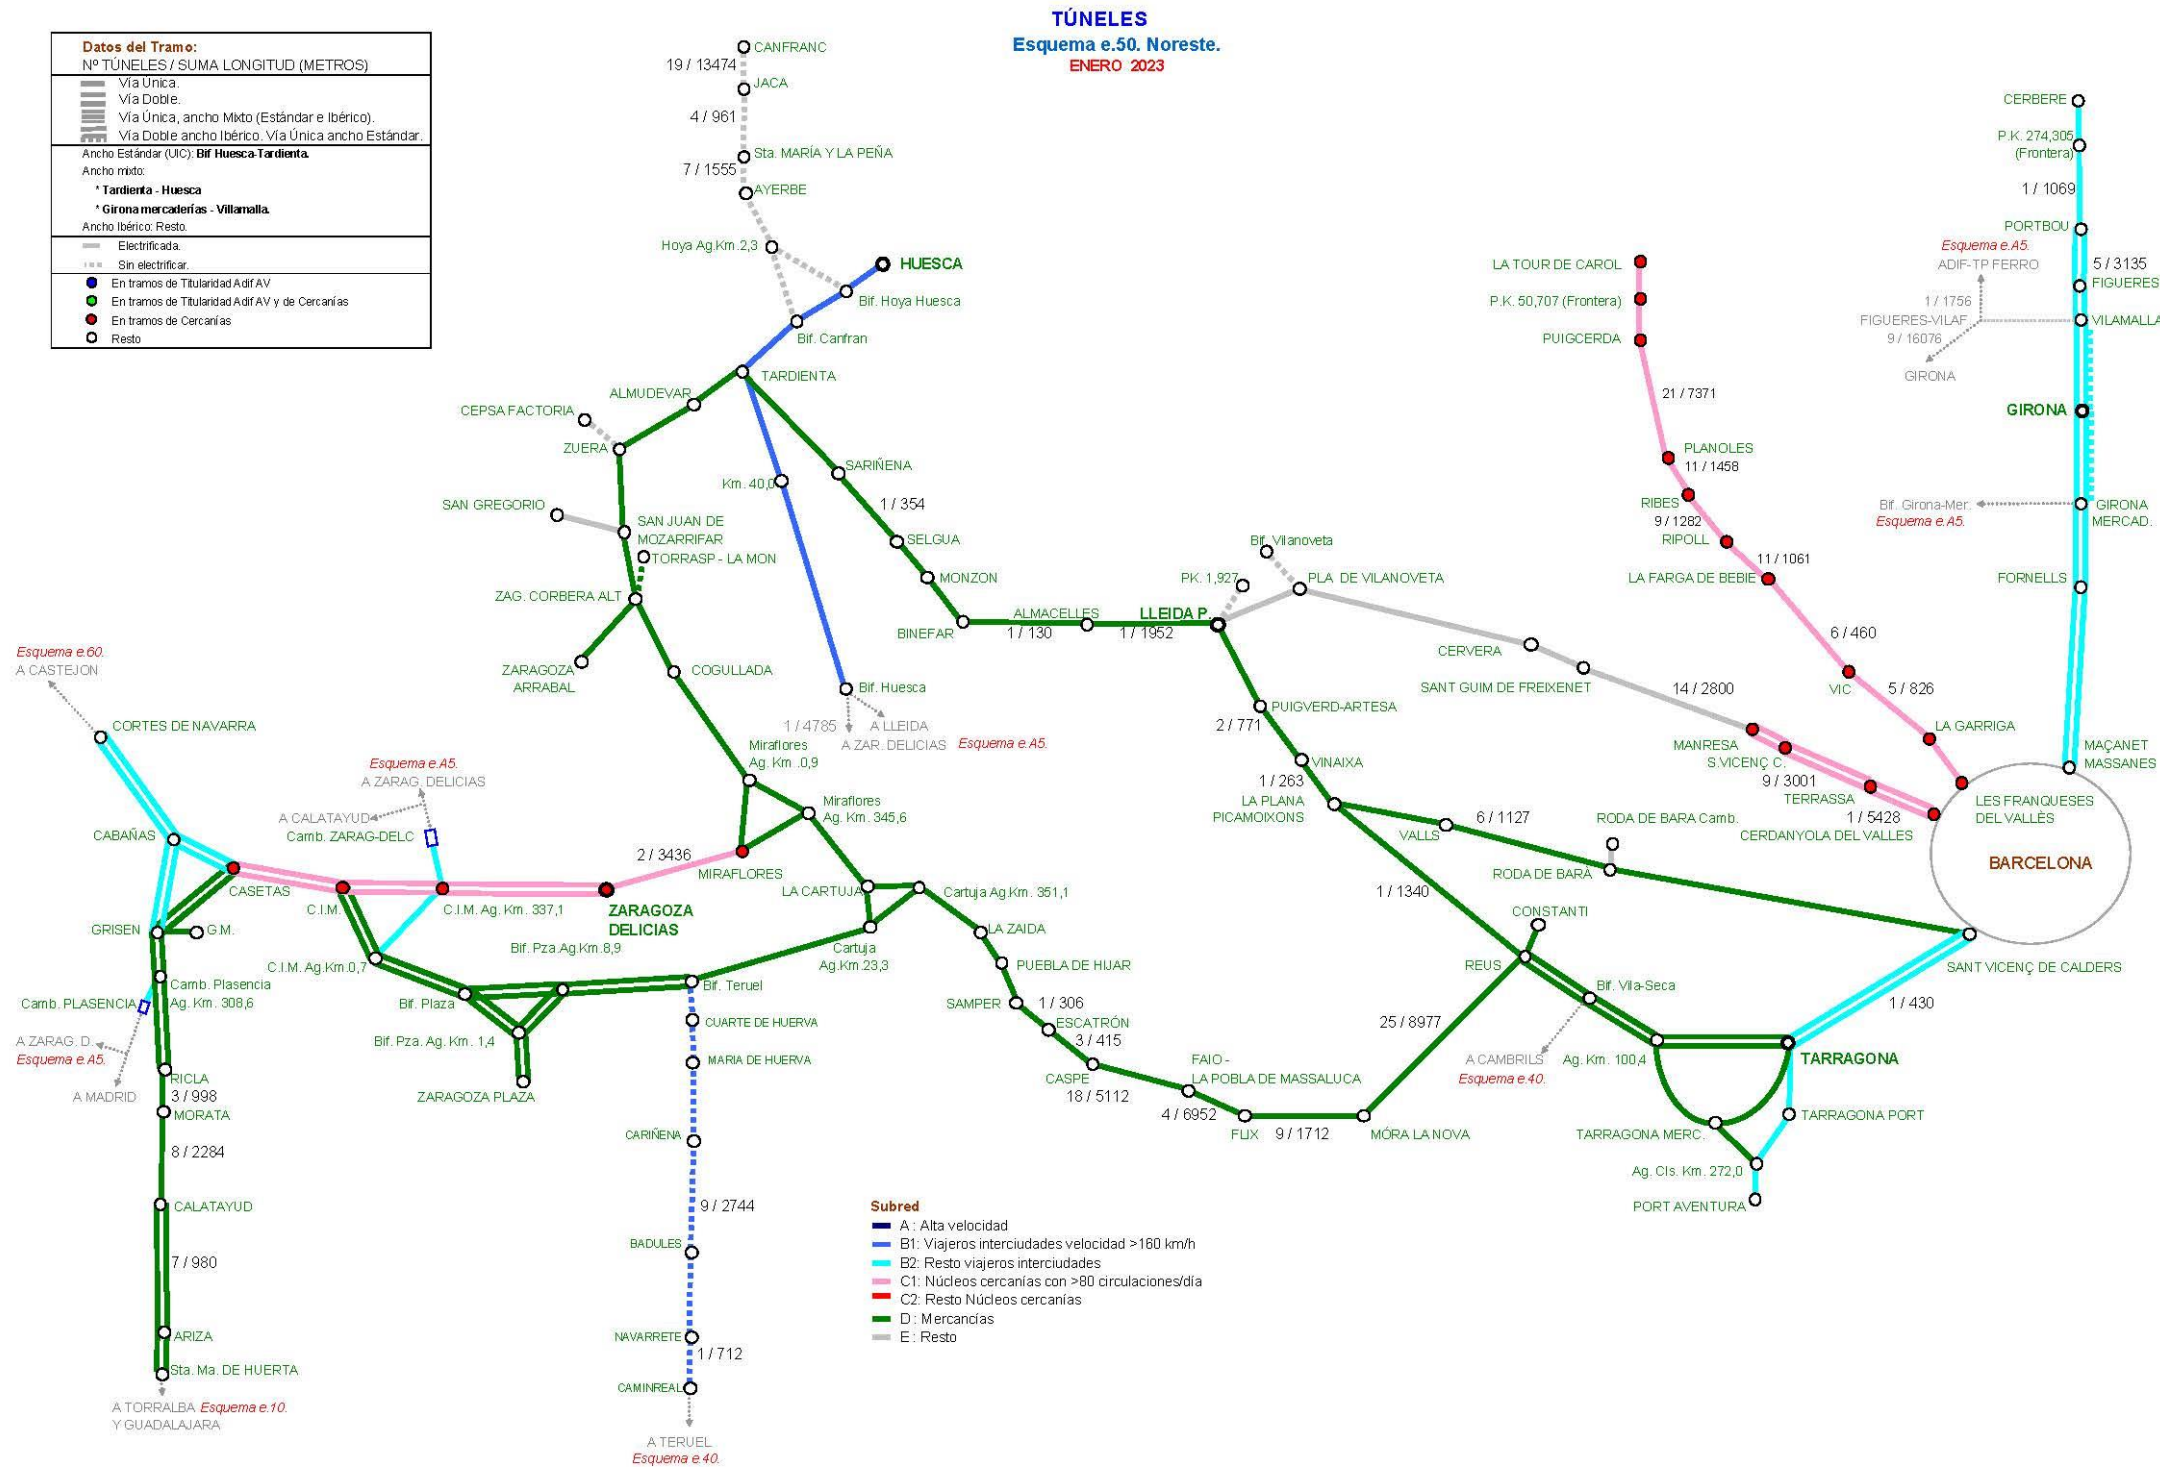 TÚNELES
Esquema e.50. Noreste.
ENERO 2023
Datos del Tramo:
Nº TÚNELES / SUMA LONGITUD (METROS)
Vía Única.
Vía Doble.
Vía Única, ancho Mixto (Estándar e Ibérico).
Vía Doble ancho Ibérico. Vía Única ancho Estándar.
Ancho Estándar (UIC): Bif Huesca-Tardienta.
Ancho mixto:
* Tardienta - Huesca
* Girona mercaderías - Villamalla.
Ancho Ibérico: Resto.
Electrificada.
Sin electrificar.
En tramos de Titularidad Adif AV
En tramos de Titularidad Adif AV y de Cercanías
En tramos de Cercanías
Resto
CANFRANC
19 / 13474
JACA
4 / 961
Sta. MARÍA Y LA PEÑA
7 / 1555
AYERBE
Hoya Ag.Km.2,3
HUESCA
Bif. Hoya Huesca
Bif. Canfran
TARDIENTA
ALMUDEVAR
CEPSA FACTORIA
ZUERA
SARIÑENA
Km. 40,0
1 / 354
SAN GREGORIO
SAN JUAN DE
MOZARRIFAR
TORRASP - LA MON
SELGUA
MONZON
ZAG. CORBERA ALT
BINEFAR
ALMACELLES
1 / 130
1 / 1952
LLEIDA P.
PK. 1,927
Bif. Vilanoveta
PLA DE VILANOVETA
CERVERA
SANT GUIM DE FREIXENET
14 / 2800
MANRESA
S.VICENÇ C.
9 / 3001
TERRASSA
1 / 5428
CERDANYOLA DEL VALLES
LA TOUR DE CAROL
P.K. 50,707 (Frontera)
PUIGCERDA
21 / 7371
PLANOLES
11 / 1458
RIBES
9 / 1282
RIPOLL
11 / 1061
LA FARGA DE BEBIE
6 / 460
VIC
5 / 826
LA GARRIGA
LES FRANQUESES
DEL VALLÈS
CERBERE
P.K. 274,305
(Frontera)
1 / 1069
PORTBOU
Esquema e.A5.
ADIF-TP FERRO
5 / 3135
FIGUERES
1 / 1756
FIGUERES-VILAF.
VILAMALLA
9 / 16076
GIRONA
GIRONA
Bif. Girona-Mer.
Esquema e.A5.
GIRONA
MERCAD.
FORNELLS
MAÇANET
MASSANES
BARCELONA
ZARAGOZA
ARRABAL
COGULLADA
Bif. Huesca
1 / 4785
A LLEIDA
A ZAR. DELICIAS
Esquema e.A5.
Miraflores
Ag. Km .0,9
Miraflores
Ag. Km. 345,6
Esquema e.60.
A CASTEJON
CORTES DE NAVARRA
Esquema e.A5.
A ZARAG. DELICIAS
A CALATAYUD
Camb. ZARAG-DELC
CABAÑAS
CASETAS
C.I.M.
C.I.M. Ag. Km. 337,1
2 / 3436
MIRAFLORES
ZARAGOZA
DELICIAS
LA CARTUJA
Cartuja Ag.Km. 351,1
Cartuja
Ag.Km.23,3
GRISEN
G.M.
C.I.M. Ag.Km.0,7
Bif. Pza.Ag.Km.8,9
Bif. Plaza
Bif. Pza. Ag. Km. 1,4
ZARAGOZA PLAZA
Bif. Teruel
Camb. Plasencia
Ag. Km. 308,6
Camb. PLASENCIA
A ZARAG. D.
Esquema e.A5.
A MADRID
RICLA
3 / 998
MORATA
8 / 2284
CALATAYUD
7 / 980
ARIZA
Sta. Ma. DE HUERTA
A TORRALBA Esquema e.10.
Y GUADALAJARA
CUARTE DE HUERVA
MARIA DE HUERVA
CARIÑENA
9 / 2744
BADULES
NAVARRETE
1 / 712
CAMINREAL
A TERUEL
Esquema e.40.
LA ZAIDA
PUEBLA DE HIJAR
SAMPER
1 / 306
ESCATRÓN
3 / 415
CASPE
18 / 5112
FAIO -
LA POBLA DE MASSALUCA
4 / 6952
FLIX
9 / 1712
MÓRA LA NOVA
25 / 8977
PUIGVERD-ARTESA
2 / 771
VINAIXA
1 / 263
LA PLANA
PICAMOIXONS
VALLS
6 / 1127
RODA DE BARA Camb.
RODA DE BARÁ
1 / 1340
CONSTANTI
REUS
Bif. Vila-Seca
A CAMBRILS
Esquema e.40.
Ag. Km. 100,4
SANT VICENÇ DE CALDERS
1 / 430
TARRAGONA
TARRAGONA PORT
TARRAGONA MERC.
Ag. Cls. Km. 272,0
PORT AVENTURA
Subred
A : Alta velocidad
B1: Viajeros interciudades velocidad >160 km/h
B2: Resto viajeros interciudades
C1: Núcleos cercanías con >80 circulaciones/día
C2: Resto Núcleos cercanías
D : Mercancías
E : Resto